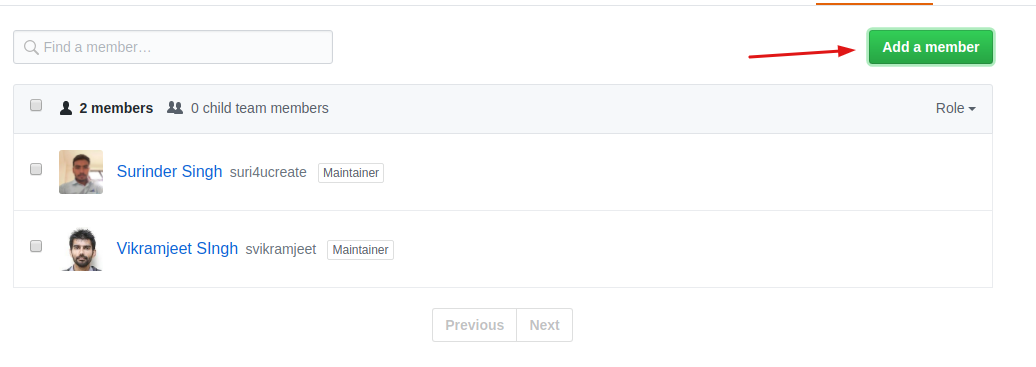 Find a member…
Add a member
2 members 0 child team members Role
Surinder Singh suri4ucreate Maintainer
Vikramjeet SIngh svikramjeet Maintainer
Previous Next